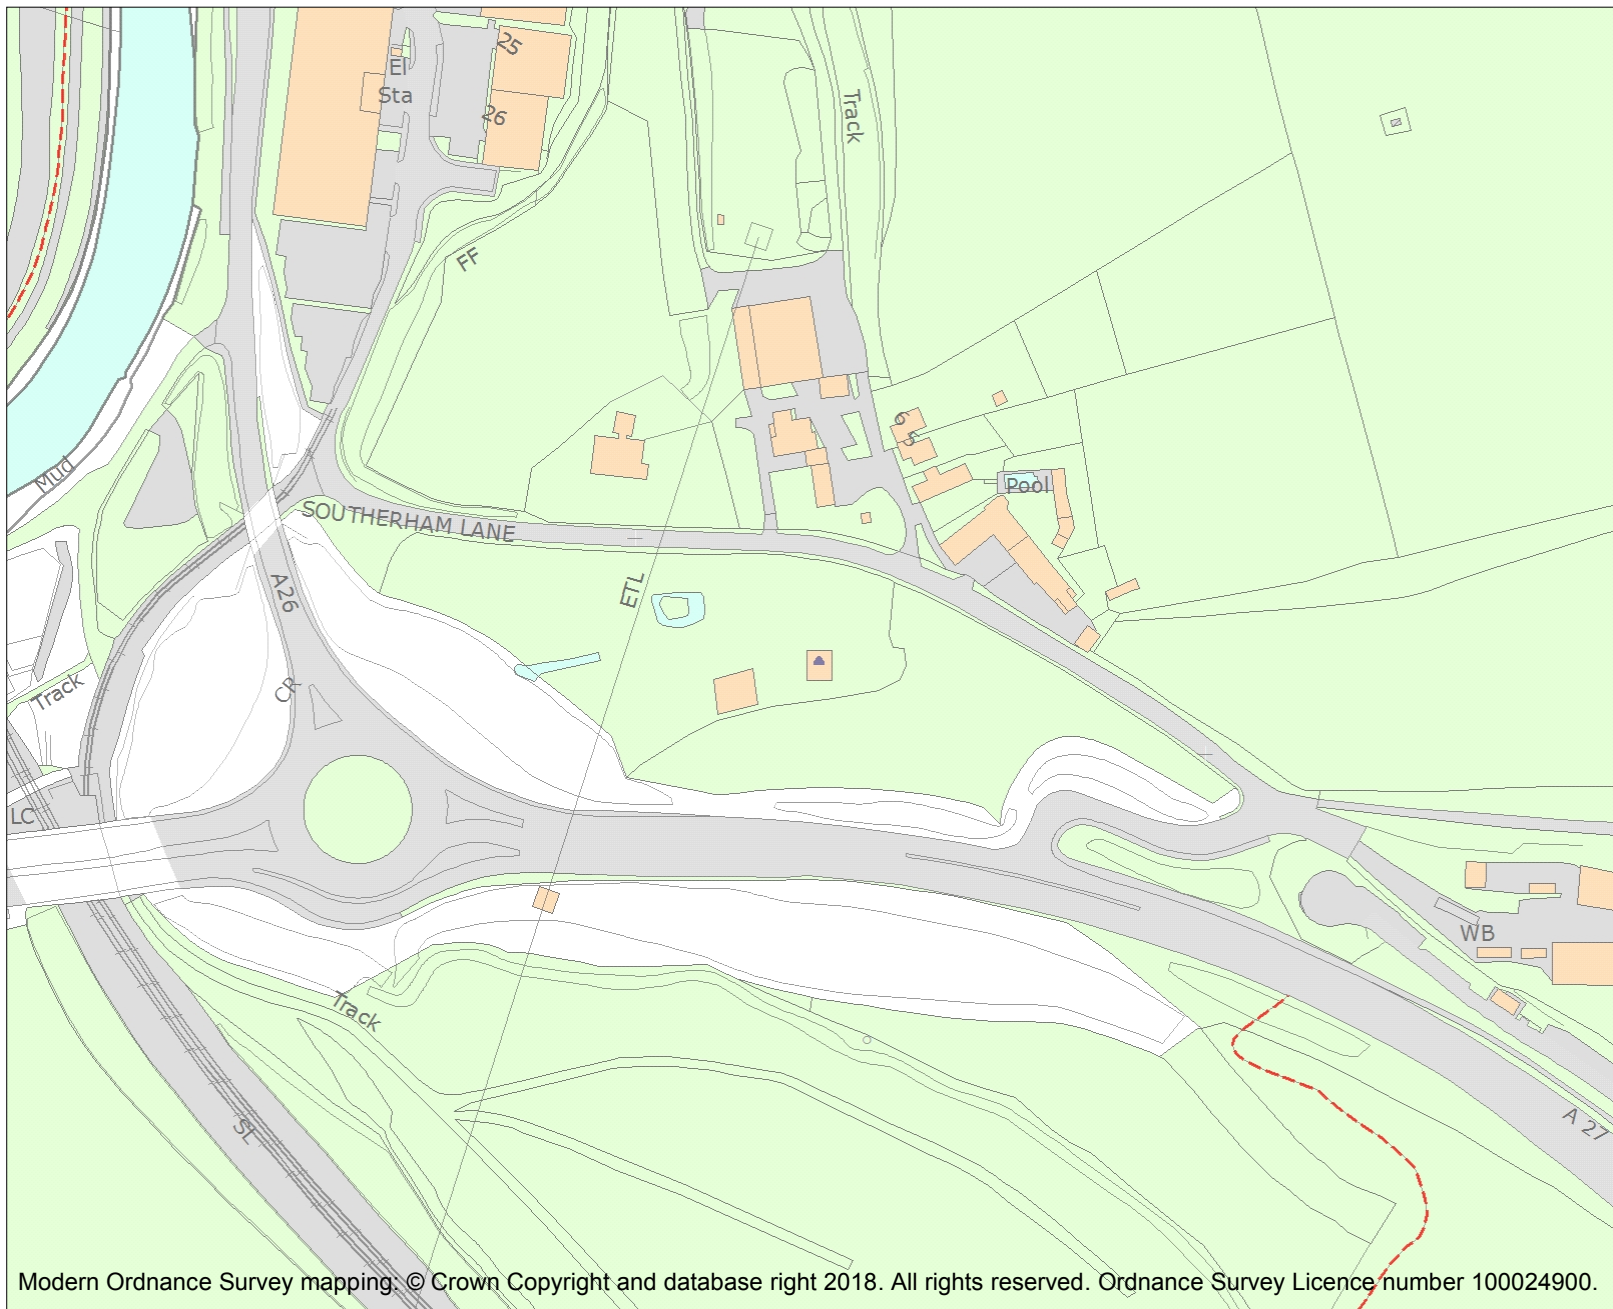 25
El
Sta
26
Track
FF
6
5
Mud
Pool
SOUTHERHAM LANE
A26
ETL
CR
Track
LC
WB
Track
SL
A 27
Modern Ordnance Survey mapping: © Crown Copyright and database right 2018. All rights reserved. Ordnance Survey Licence number 100024900.